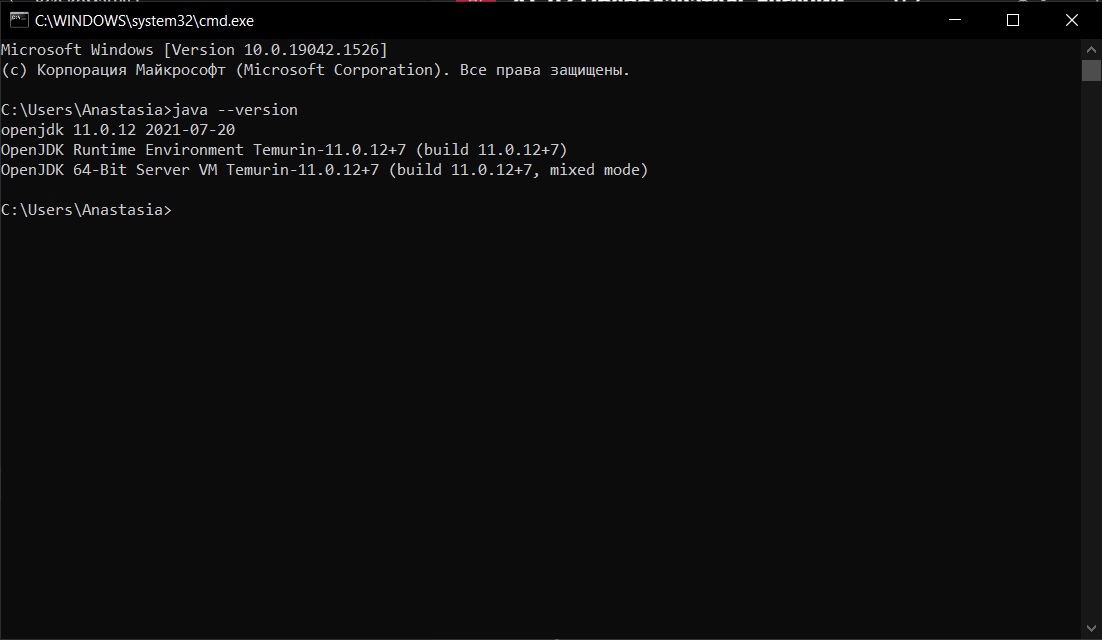 C:\WINDOWS\system32\cmd.exe
Microsoft Windows [Version 10.0.19042.1526]
(c) Корпорация Майкрософт (Microsoft Corporation). Все права защищены.
C:\Users\Anastasia>java --version
openjdk 11.0.12 2021-07-20
OpenJDK Runtime Environment Temurin-11.0.12+7 (build 11.0.12+7)
OpenJDK 64-Bit Server VM Temurin-11.0.12+7 (build 11.0.12+7, mixed mode)
C:\Users\Anastasia>